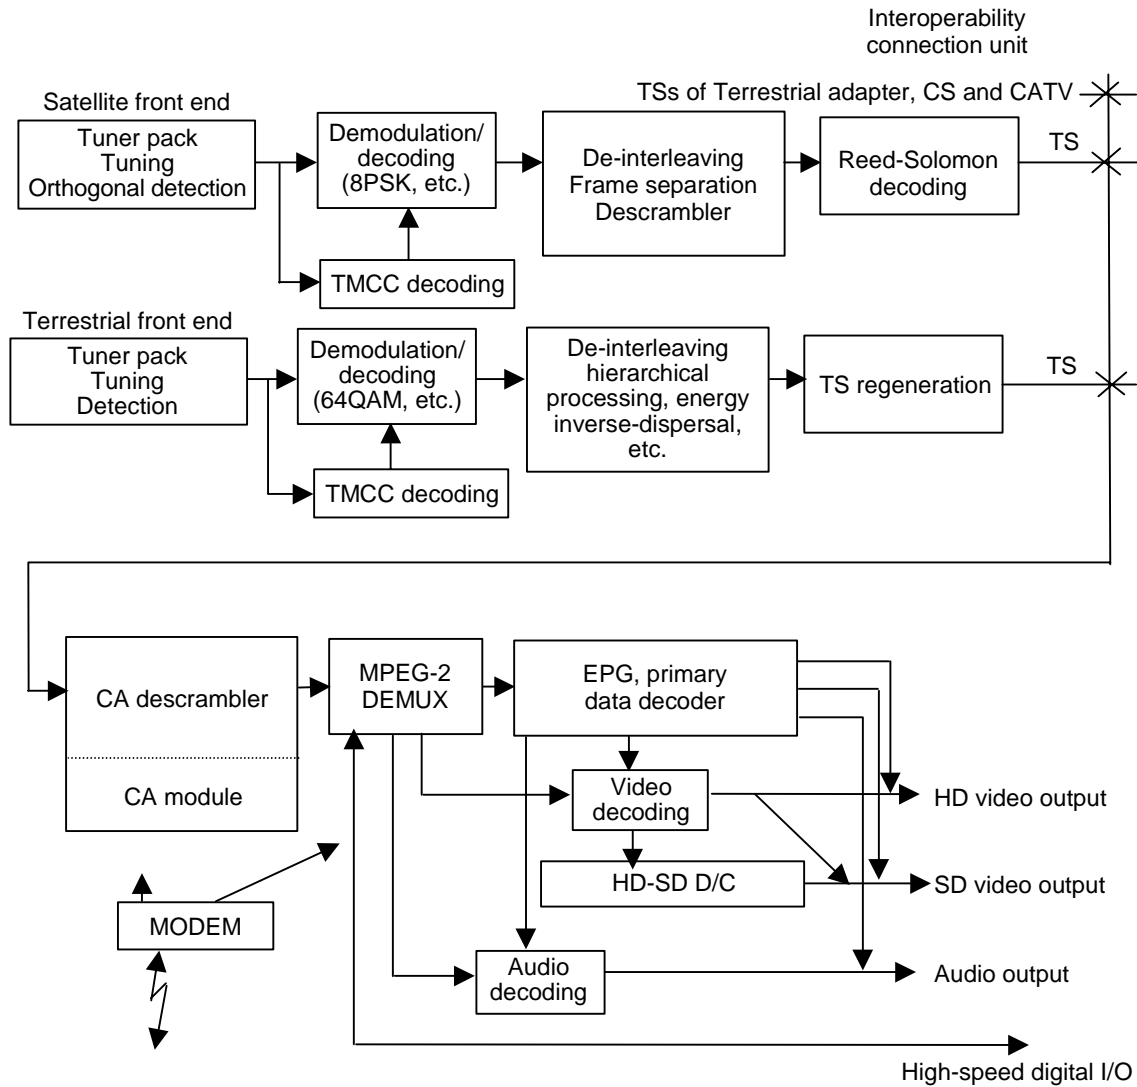 Interoperability
connection unit
TSs of Terrestrial adapter, CS and CATV
Satellite front end
Tuner pack
Tuning
Orthogonal detection
Demodulation/
decoding
(8PSK, etc.)
De-interleaving
Frame separation
Descrambler
Reed-Solomon
decoding
TS
TMCC decoding
Terrestrial front end
Tuner pack
Tuning
Detection
Demodulation/
decoding
(64QAM, etc.)
De-interleaving
hierarchical
processing, energy
inverse-dispersal,
etc.
TS regeneration
TS
TMCC decoding
CA descrambler
CA module
MPEG-2
DEMUX
EPG, primary
data decoder
Video
decoding
HD video output
HD-SD D/C
SD video output
MODEM
Audio
decoding
Audio output
High-speed digital I/O